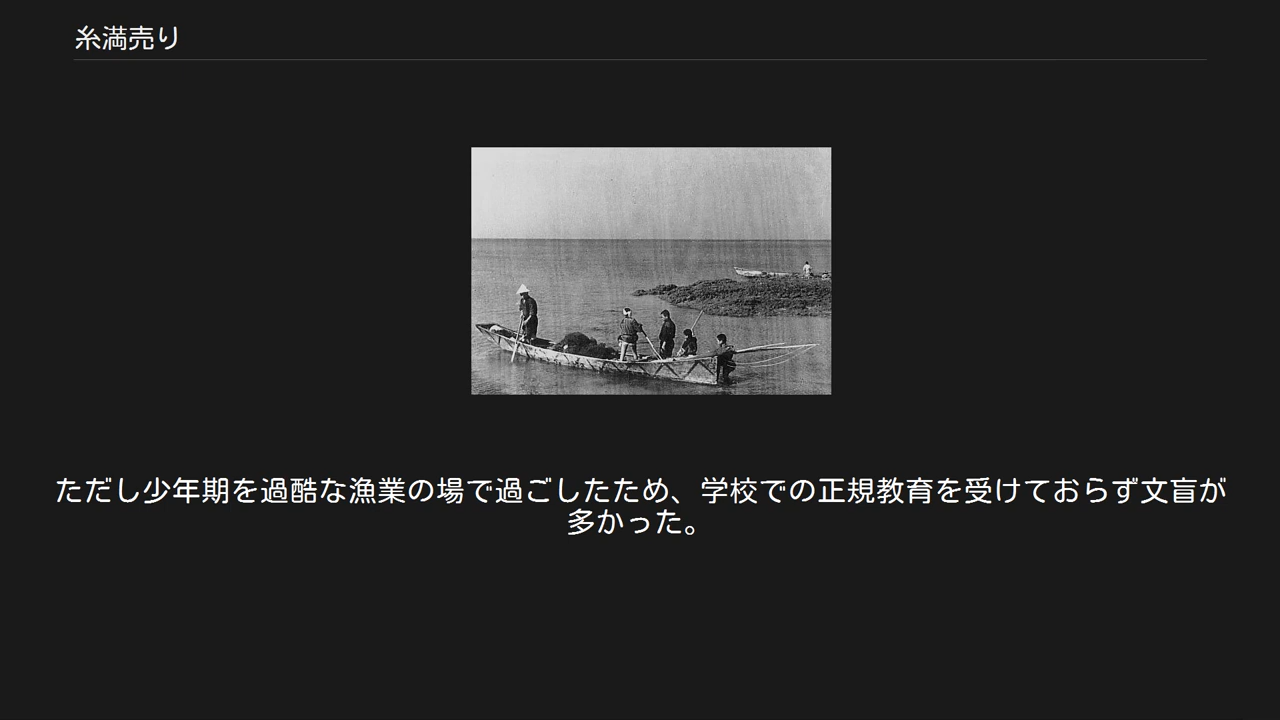 糸満売り
ただし少年期を過酷な漁業の場で過ごしたため、学校での正規教育を受けておらず文盲が
多かった。